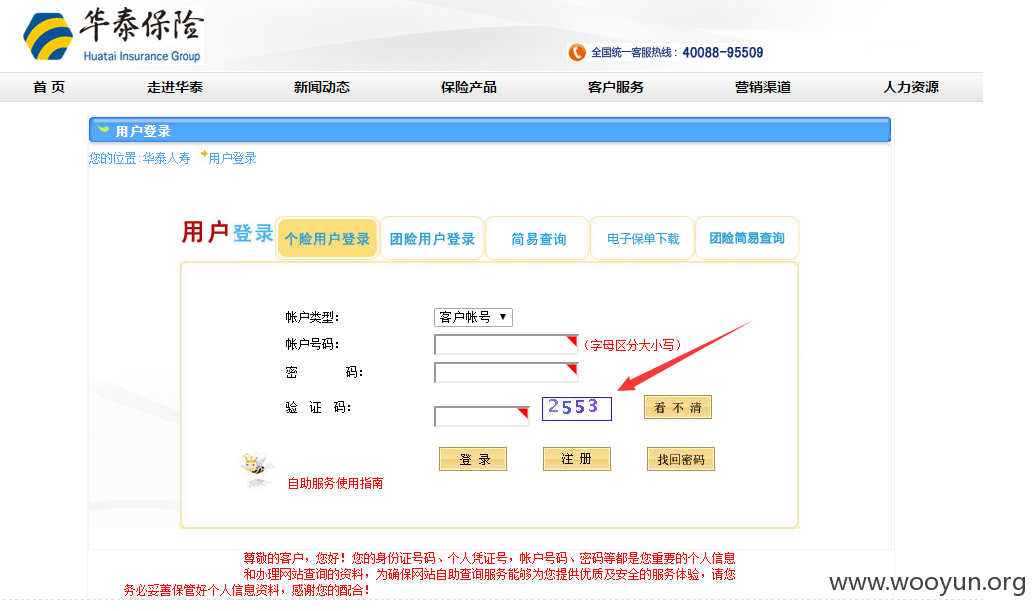 华泰保险
Huatai Insurance Group
全国统一客服热线：40088-95509
首 页 走进华泰 新闻动态 保险产品 客户服务 营销渠道 人力资源
用户登录
您的位置:华泰人寿 用户登录
用户登录 个险用户登录 团险用户登录 简易查询 电子保单下载 团险简易查询
帐户类型: 客户帐号
帐户号码: (字母区分大小写)
密 码:
验 证 码: 2553 看 不 清
登 录 注 册 找回密码
自助服务使用指南
尊敬的客户，您好！您的身份证号码、个人凭证号，帐户号码、密码等都是您重要的个人信息
和办理网站查询的资料，为确保网站自助查询服务能够为您提供优质及安全的服务体验，请您
务必妥善保管好个人信息资料，感谢您的配合！
www.wooyun.org